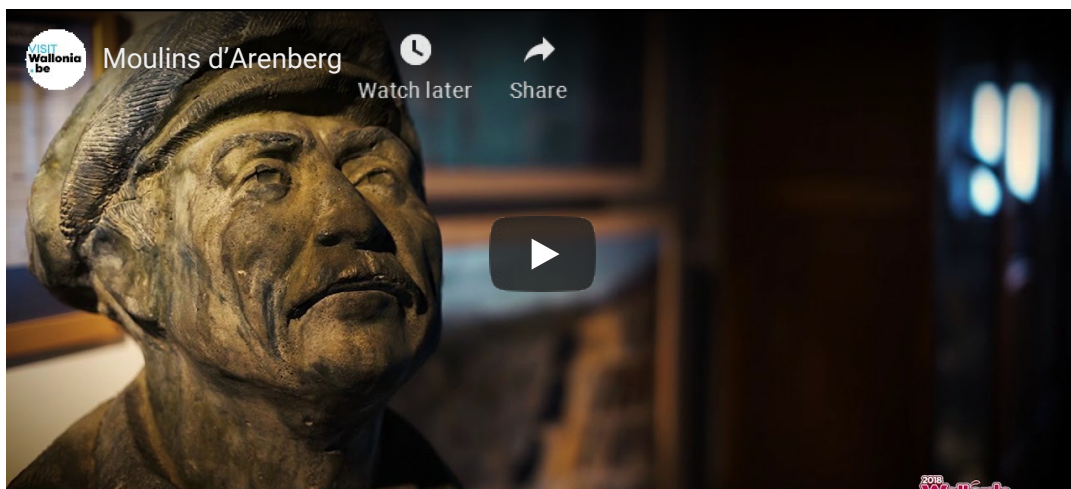 VISIT
Wallonia
.be
Moulins d’Arenberg
Watch later
Share
2018